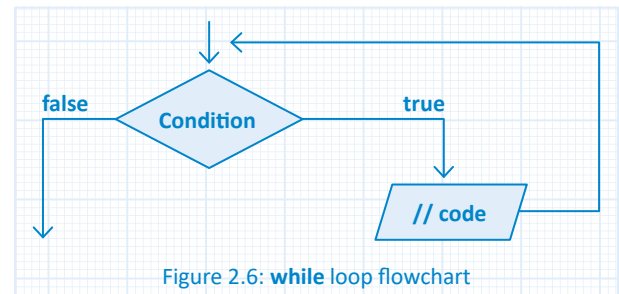 false
true
Condition
// code
Figure 2.6: while loop flowchart